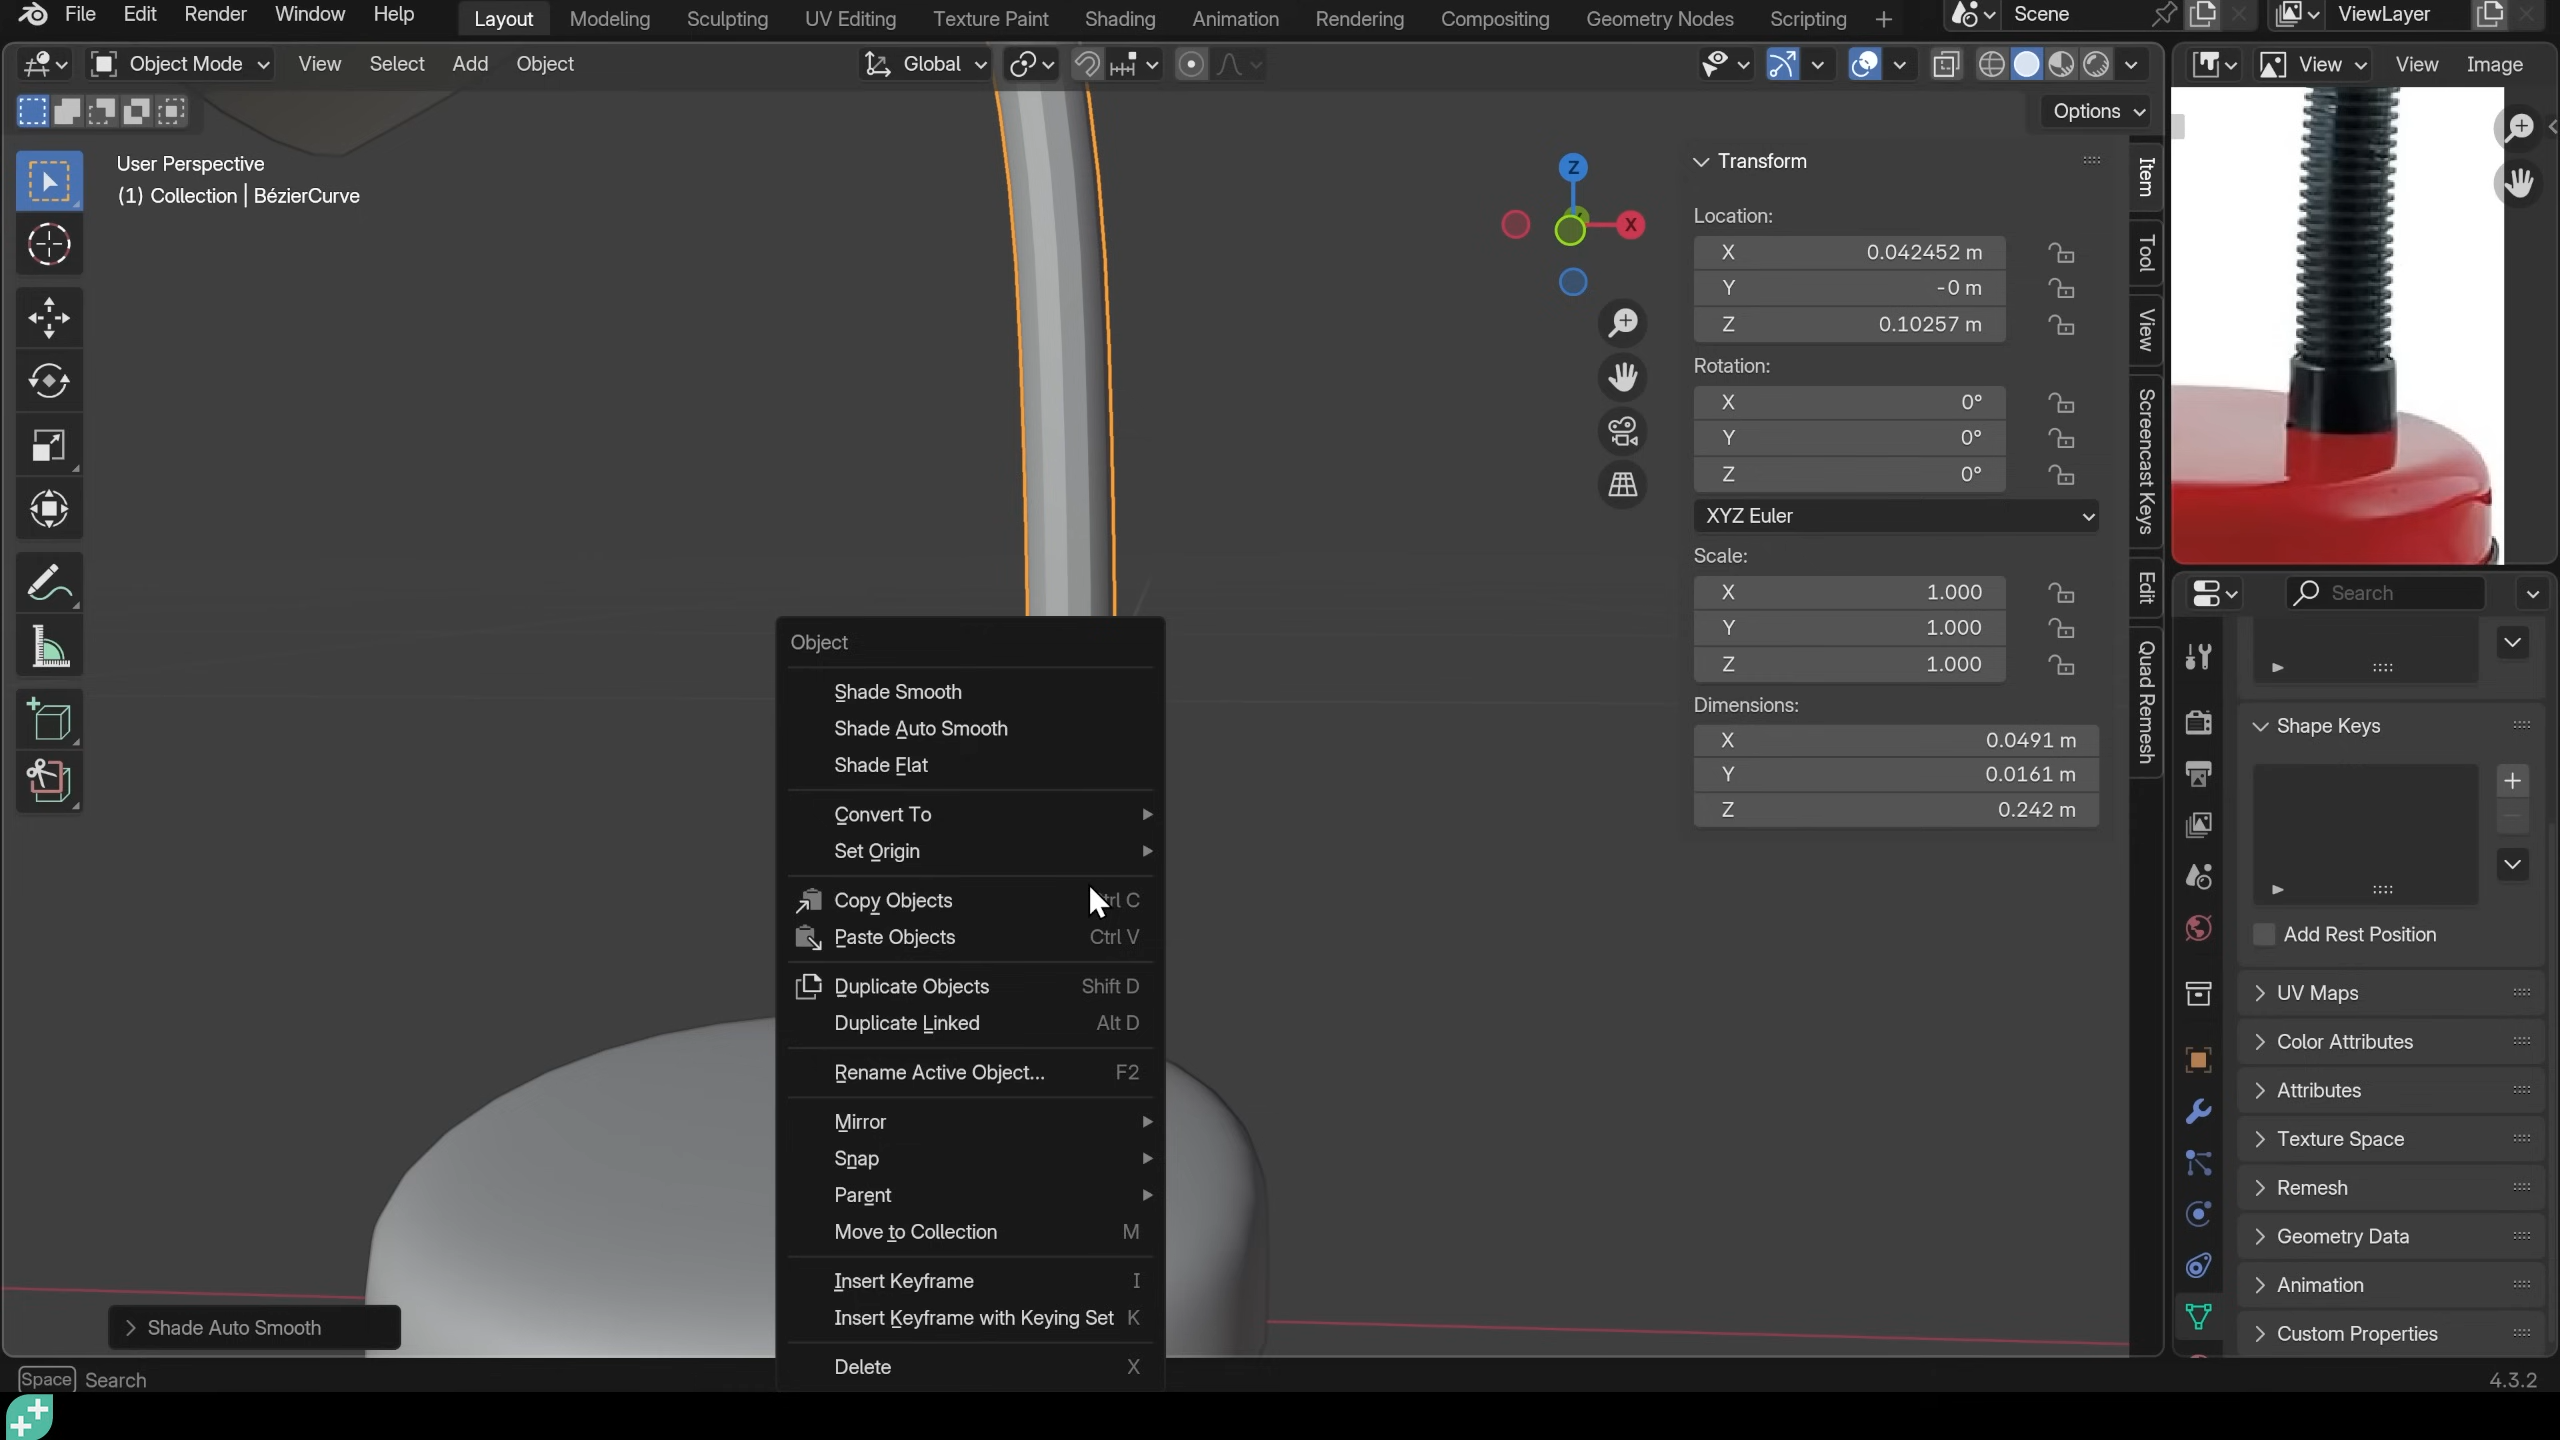 File Edit Render Window Help Layout Modeling Sculpting UV Editing Texture Paint Shading Animation Rendering Compositing Geometry Nodes Scripting + Scene ViewLayer
Object Mode View Select Add Object Global View View Image
Options
User Perspective
(1) Collection | BézierCurve
Z
X
Transform
Location:
X 0.042452 m
Y -0 m
Z 0.10257 m
Rotation:
X 0°
Y 0°
Z 0°
XYZ Euler
Scale:
X 1.000
Y 1.000
Z 1.000
Dimensions:
X 0.0491 m
Y 0.0161 m
Z 0.242 m
Item
Tool
View
Screencast Keys
Edit
Quad Remesh
Object
Shade Smooth
Shade Auto Smooth
Shade Flat
Convert To
Set Origin
Copy Objects
Paste Objects Ctrl V
Duplicate Objects Shift D
Duplicate Linked Alt D
Rename Active Object... F2
Mirror
Snap
Parent
Move to Collection M
Insert Keyframe I
Insert Keyframe with Keying Set K
Delete X
Search
Shape Keys
Add Rest Position
UV Maps
Color Attributes
Attributes
Texture Space
Remesh
Geometry Data
Animation
Custom Properties
Shade Auto Smooth
Space Search
4.3.2